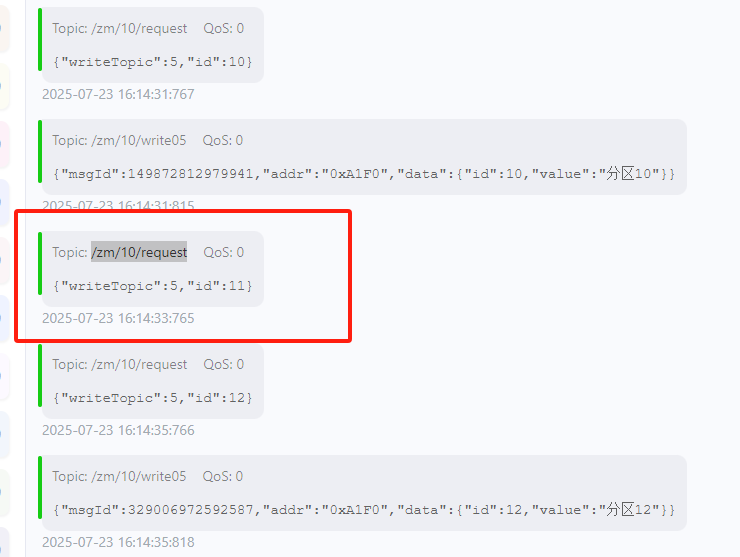 Topic: /zm/10/request QoS: 0
{"writeTopic":5,"id":10}
2025-07-23 16:14:31:767
Topic: /zm/10/write05 QoS: 0
{"msgId":149872812979941,"addr":"0xA1F0","data":{"id":10,"value":"分区10"}}
2025-07-23 16:14:31:815
Topic: /zm/10/request QoS: 0
{"writeTopic":5,"id":11}
2025-07-23 16:14:33:765
Topic: /zm/10/request QoS: 0
{"writeTopic":5,"id":12}
2025-07-23 16:14:35:766
Topic: /zm/10/write05 QoS: 0
{"msgId":329006972592587,"addr":"0xA1F0","data":{"id":12,"value":"分区12"}}
2025-07-23 16:14:35:818